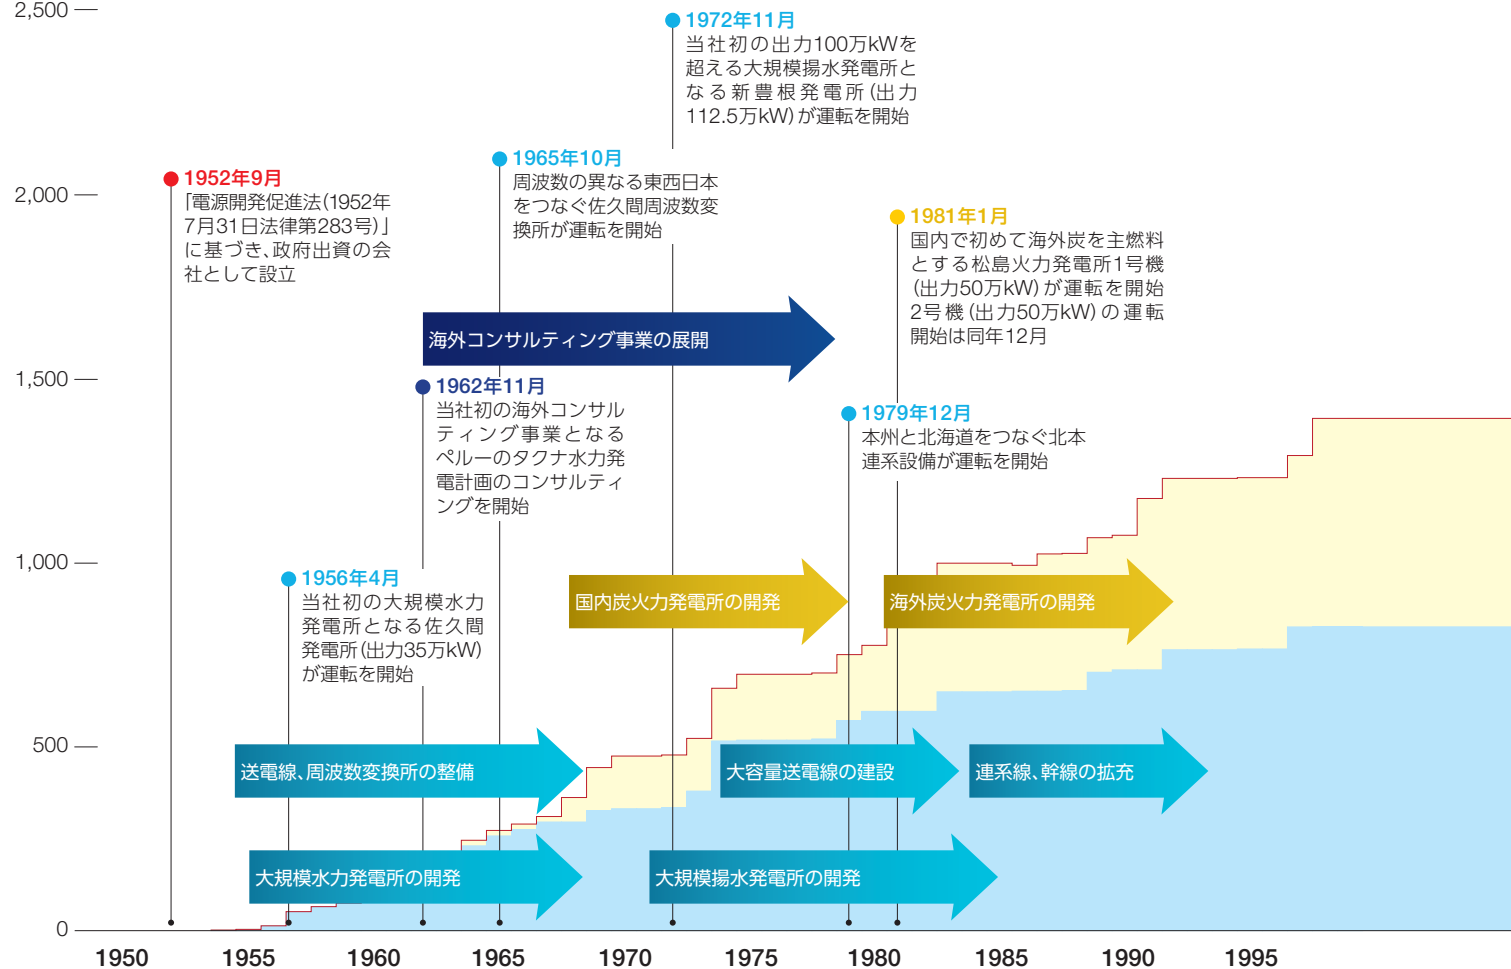 2,500
2,000
1,500
1,000
500
0
1952年9月
「電源開発促進法(1952年
7月31日法律第283号)」
に基づき、政府出資の会
社として設立
1956年4月
当社初の大規模水力
発電所となる佐久間
発電所(出力35万kW)
が運転を開始
1962年11月
当社初の海外コンサル
ティング事業となる
ペルーのタクナ水力発
電計画のコンサルティ
ングを開始
1965年10月
周波数の異なる東西日本
をつなぐ佐久間周波数変
換所が運転を開始
1972年11月
当社初の出力100万kWを
超える大規模揚水発電所と
なる新豊根発電所(出力
112.5万kW)が運転を開始
1979年12月
本州と北海道をつなぐ北本
連系設備が運転を開始
1981年1月
国内で初めて海外炭を主燃料
とする松島火力発電所1号機
(出力50万kW)が運転を開始
2号機(出力50万kW)の運転
開始は同年12月
海外コンサルティング事業の展開
国内炭火力発電所の開発
海外炭火力発電所の開発
送電線、周波数変換所の整備
大容量送電線の建設
連系線、幹線の拡充
大規模水力発電所の開発
大規模揚水発電所の開発
1950
1955
1960
1965
1970
1975
1980
1985
1990
1995